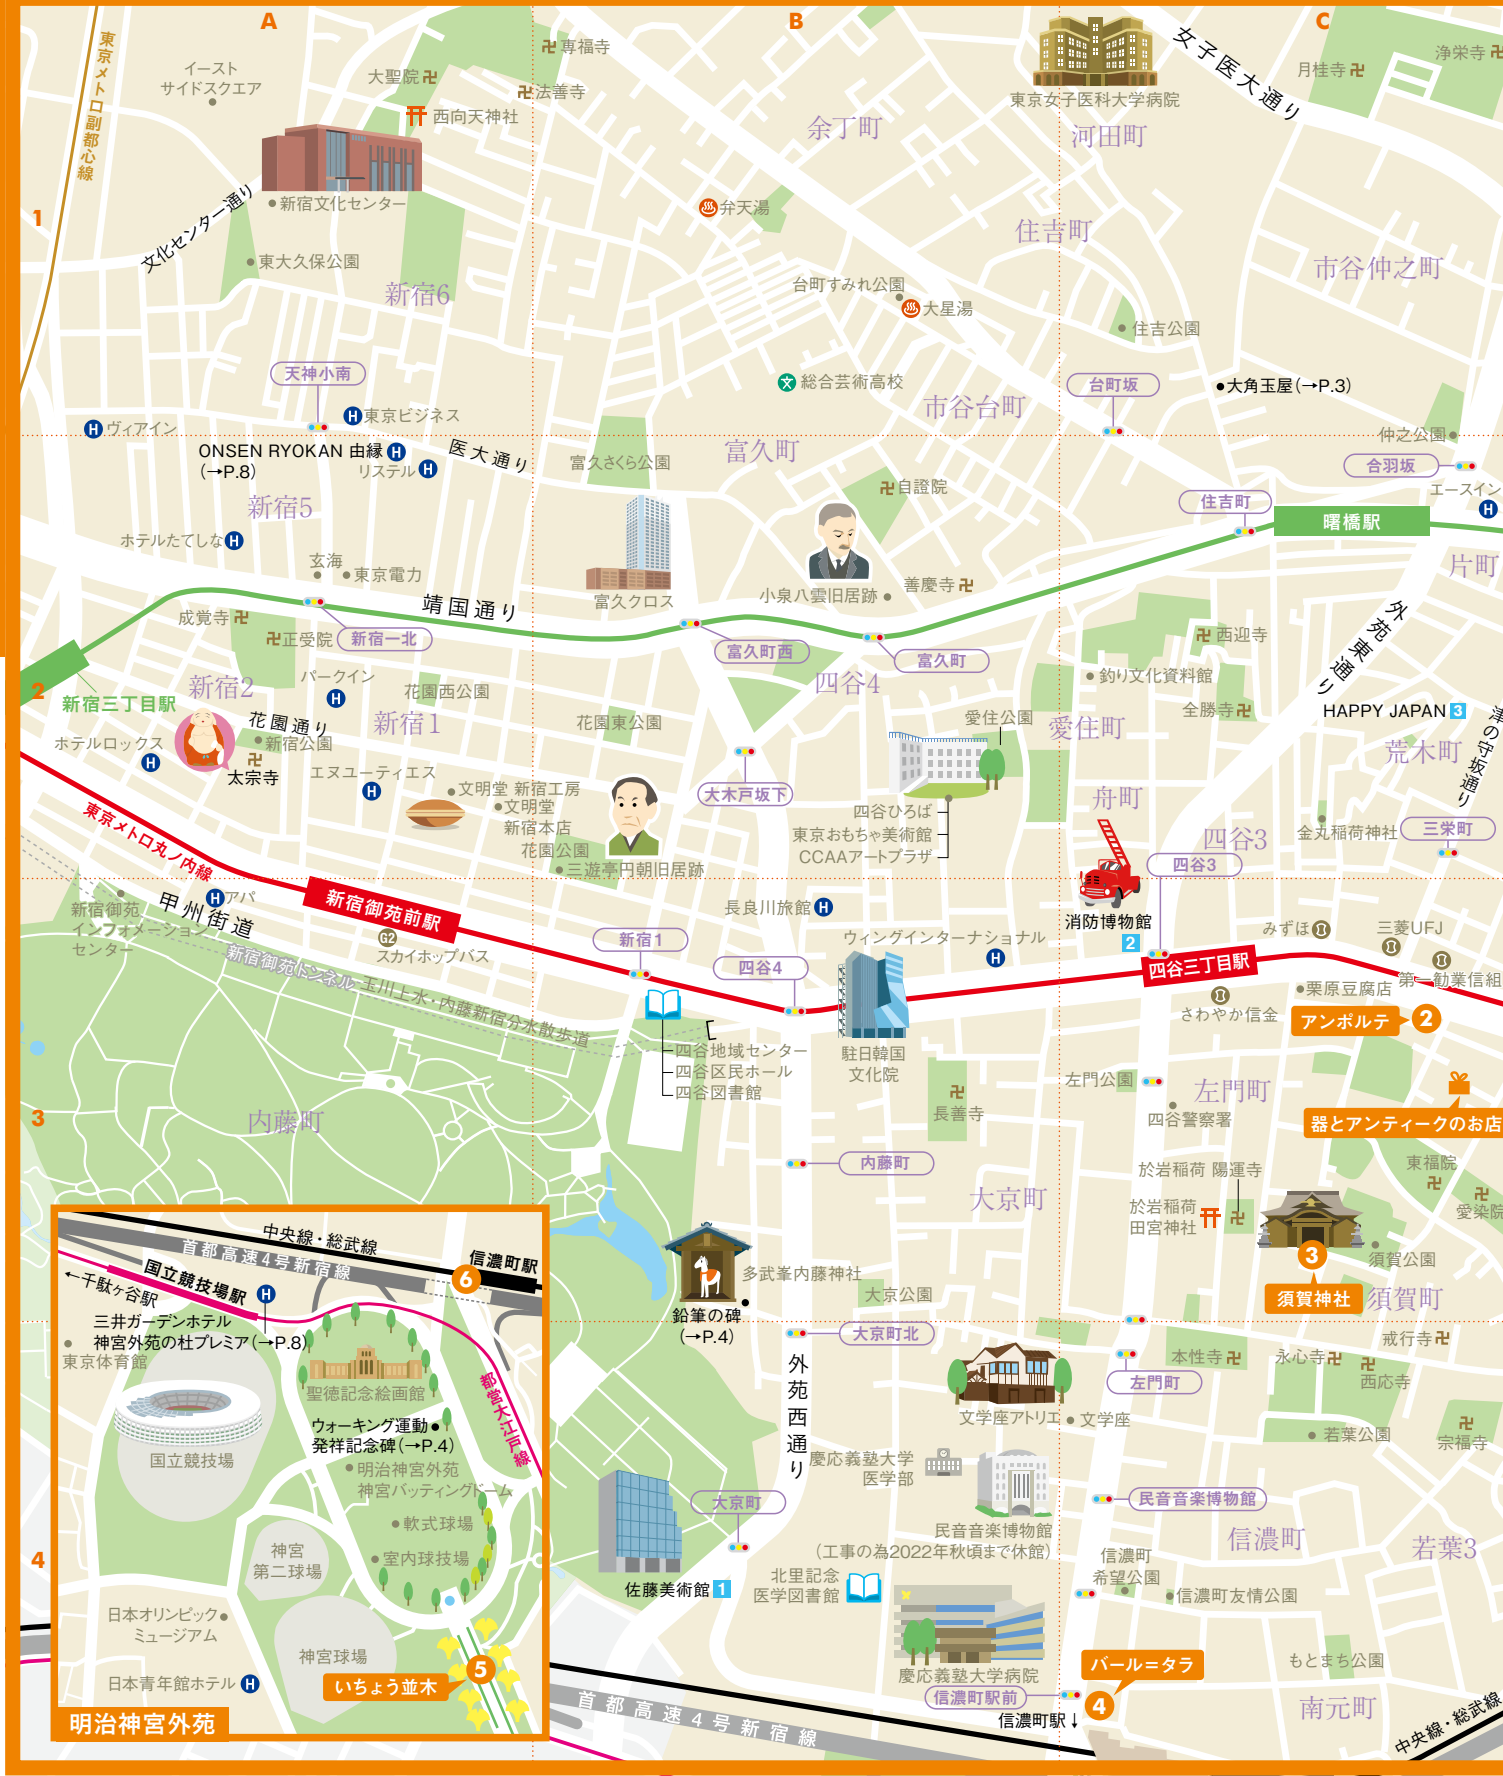 A
B
C
1
2
3
4
東京メトロ副都心線
イースト
サイドスクエア
大聖院
専福寺
法善寺
西向天神社
新宿文化センター
文化センター通り
東大久保公園
新宿6
余丁町
東京女子医科大学病院
女子医大通り
月桂寺
浄栄寺
河田町
弁天湯
住吉町
市谷仲之町
台町すみれ公園
大星湯
住吉公園
天神小南
東京ビジネス
ヴィアイン
総合芸術高校
市谷台町
台町坂
大角玉屋(→P.3)
仲之公園
ONSEN RYOKAN 由縁
(→P.8)
リステル
医大通り
富久さくら公園
富久町
合羽坂
エースイン
新宿5
自證院
住吉町
曙橋駅
ホテルたてしな
玄海
東京電力
片町
富久クロス
小泉八雲旧居跡
善慶寺
靖国通り
成覚寺
正受院
新宿一北
富久町西
富久町
西迎寺
外苑東通り
新宿三丁目駅
新宿2
パークイン
花園西公園
四谷4
釣り文化資料館
全勝寺
HAPPY JAPAN 3
花園通り
新宿1
花園東公園
愛住公園
愛住町
荒木町
津の守坂通り
ホテルロックス
新宿公園
太宗寺
エヌユーティエス
文明堂 新宿工房
文明堂
新宿本店
花園公園
三遊亭円朝旧居跡
大木戸坂下
四谷ひろば
東京おもちゃ美術館
CCAAアートプラザ
舟町
四谷3
金丸稲荷神社
三栄町
四谷3
東京メトロ丸ノ内線
新宿御苑
インフォメーション
センター
アパ
甲州街道
新宿御苑前駅
G2
スカイホップバス
長良川旅館
新宿1
四谷4
ウィングインターナショナル
消防博物館
2
みずほ
三菱UFJ
四谷三丁目駅
第一勧業信組
さわやか信金
栗原豆腐店
アンポルテ 2
新宿御苑トンネル
玉川上水・内藤新宿分水散歩道
四谷地域センター
四谷区民ホール
四谷図書館
駐日韓国
文化院
左門公園
左門町
四谷警察署
長善寺
内藤町
器とアンティークのお店
東福院
愛染院
内藤町
於岩稲荷 陽運寺
大京町
於岩稲荷
田宮神社
3
須賀神社
須賀公園
須賀町
多武峯内藤神社
大京公園
鉛筆の碑
(→P.4)
大京町北
外苑西通り
本性寺
永心寺
戒行寺
西応寺
左門町
文学座アトリエ
文学座
若葉公園
宗福寺
慶応義塾大学
医学部
大京町
民音音楽博物館
(工事の為2022年秋頃まで休館)
民音音楽博物館
信濃町
若葉3
佐藤美術館 1
北里記念
医学図書館
信濃町
希望公園
信濃町友情公園
慶応義塾大学病院
バール=タラ
4
もとまち公園
信濃町駅前
信濃町駅↓
南元町
首都高速4号新宿線
中央線・総武線
中央線・総武線
首都高速4号新宿線
信濃町駅
6
国立競技場駅
←千駄ヶ谷駅
三井ガーデンホテル
神宮外苑の杜プレミア(→P.8)
東京体育館
聖徳記念絵画館
都営大江戸線
ウォーキング運動
発祥記念碑(→P.4)
国立競技場
明治神宮外苑
神宮バッティングドーム
軟式球場
神宮
第二球場
室内球技場
日本オリンピック
ミュージアム
神宮球場
5
いちょう並木
日本青年館ホテル
明治神宮外苑